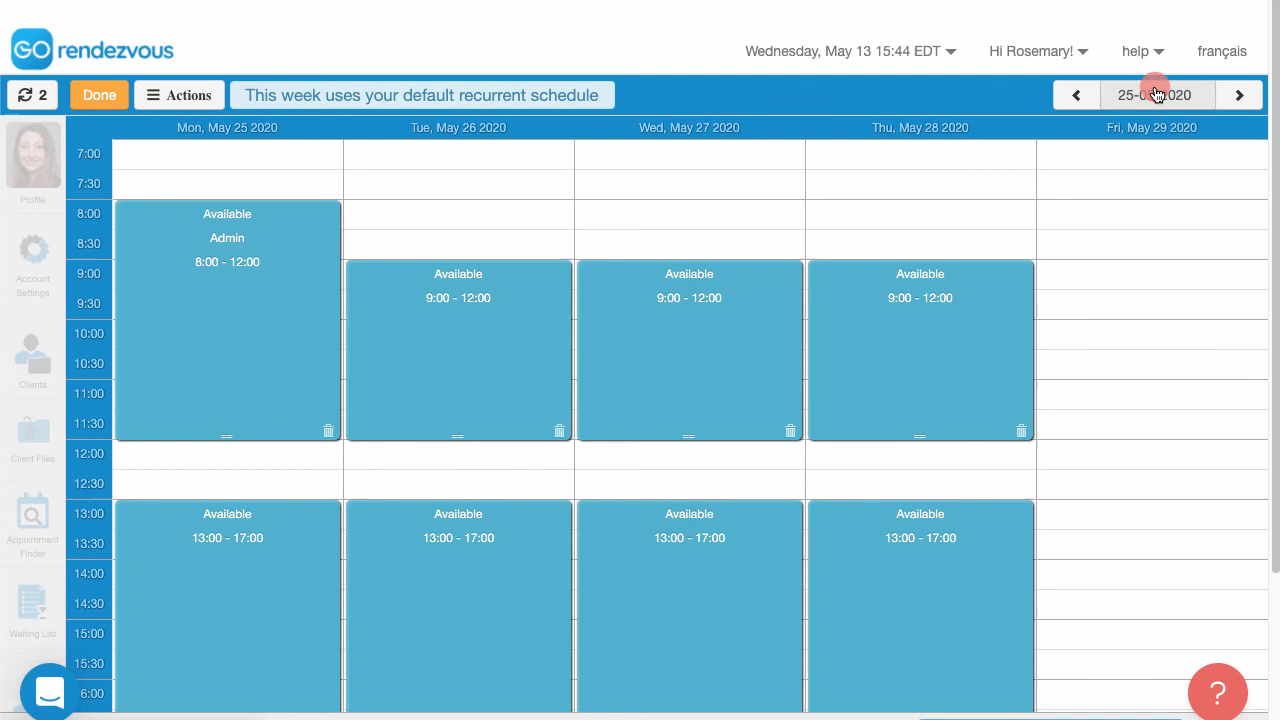 GO rendezvous
Wednesday, May 13 15:44 EDT
Hi Rosemary!
help
français
2
Done
Actions
This week uses your default recurrent schedule
Mon, May 25 2020
Tue, May 26 2020
Wed, May 27 2020
Thu, May 28 2020
Fri, May 29 2020
Profile
Account
Settings
Clients
Client Files
Appointment
Finder
Waiting List
7:00
7:30
8:00
8:30
9:00
9:30
10:00
10:30
11:00
11:30
12:00
12:30
13:00
13:30
14:00
14:30
15:00
15:30
6:00
Available
Admin
8:00 - 12:00
Available
9:00 - 12:00
Available
9:00 - 12:00
Available
9:00 - 12:00
Available
13:00 - 17:00
Available
13:00 - 17:00
Available
13:00 - 17:00
Available
13:00 - 17:00
?